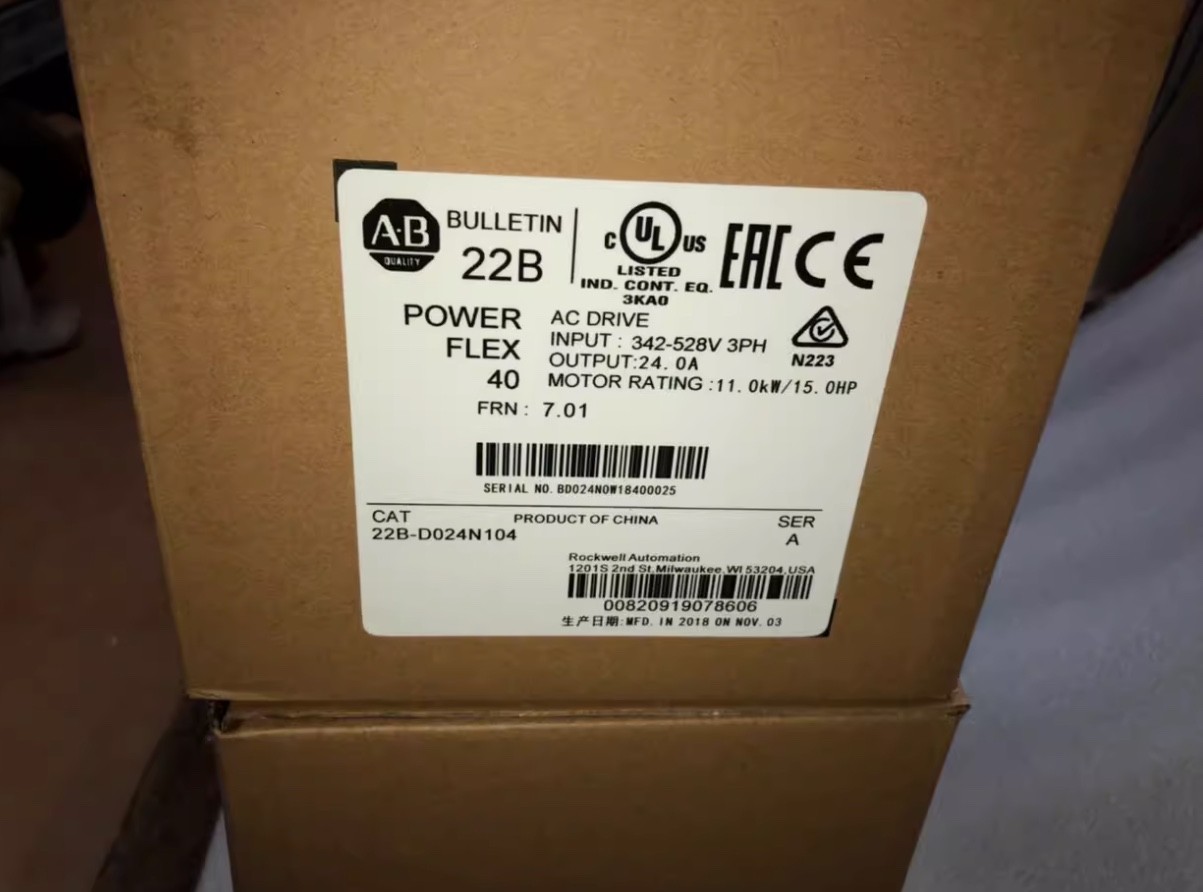 A-B
QUALITY
BULLETIN
22B
C UL US
LISTED
IND. CONT. EQ.
3KA0
EAC CE
N223
POWER
FLEX
40
AC DRIVE
INPUT : 342-528V 3PH
OUTPUT:24.0A
MOTOR RATING :11.0kW/15.0HP
FRN : 7.01
SERIAL NO. BD024N0W18400025
CAT
22B-D024N104
PRODUCT OF CHINA
SER
A
Rockwell Automation
1201S 2nd St,Milwaukee,WI 53204,USA
00820919078606
生产日期:MFD. IN 2018 ON NOV. 03